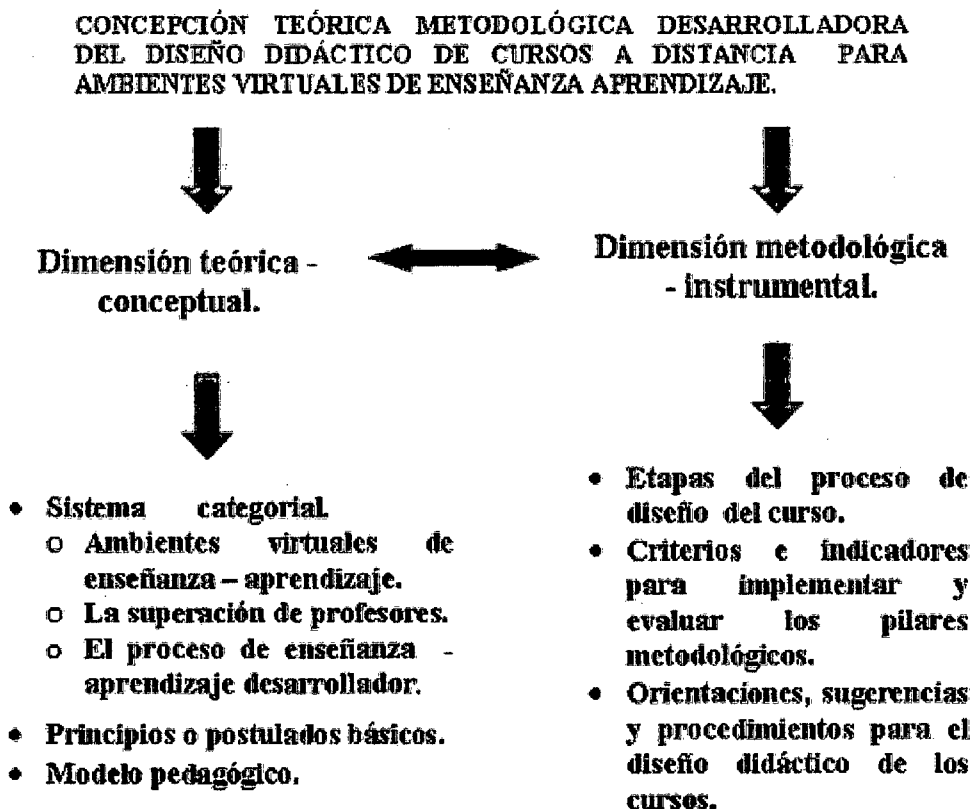 CONCEPCIÓN TEÓRICA METODOLÓGICA DESARROLLADORA
DEL DISEÑO DIDÁCTICO DE CURSOS A DISTANCIA PARA
AMBIENTES VIRTUALES DE ENSEÑANZA APRENDIZAJE.
Dimensión teórica -
conceptual.
Dimensión metodológica
- instrumental.
• Sistema categorial
o Ambientes virtuales de
enseñanza – aprendizaje.
o La superación de profesores.
o El proceso de enseñanza -
aprendizaje desarrollador.
• Principios o postulados básicos.
• Modelo pedagógico.
• Etapas del proceso de
diseño del curso.
• Criterios e indicadores
para implementar y
evaluar los pilares
metodológicos.
• Orientaciones, sugerencias
y procedimientos para el
diseño didáctico de los
cursos.